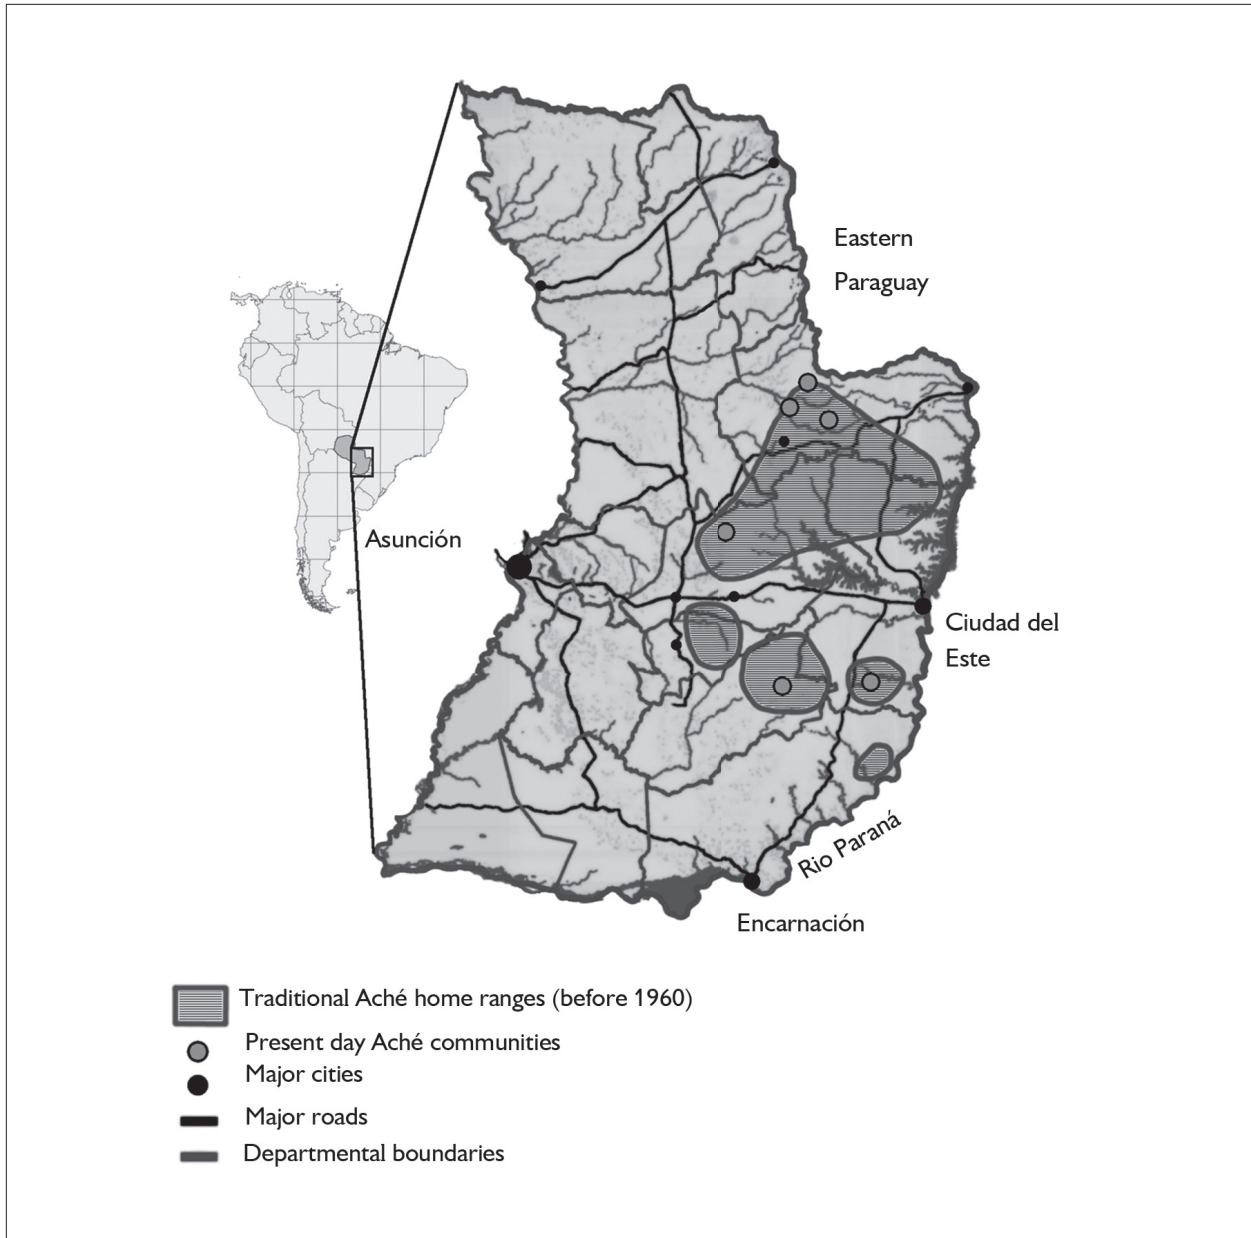 Eastern
Paraguay
Asunción
Ciudad del
Este
Rio Paraná
Encarnación
Traditional Aché home ranges (before 1960)
Present day Aché communities
Major cities
Major roads
Departmental boundaries